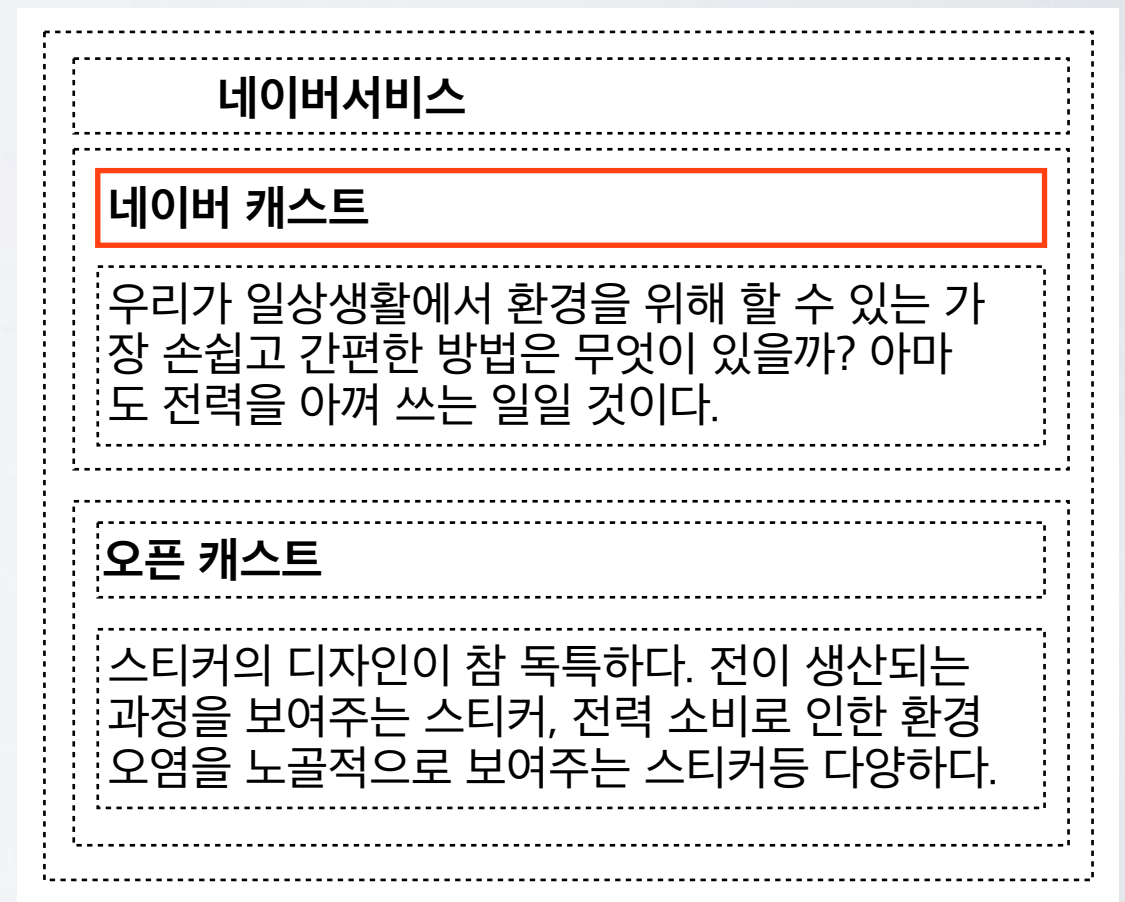 네이버서비스
네이버 캐스트
우리가 일상생활에서 환경을 위해 할 수 있는 가
장 손쉽고 간편한 방법은 무엇이 있을까? 아마
도 전력을 아껴 쓰는 일일 것이다.
오픈 캐스트
스티커의 디자인이 참 독특하다. 전이 생산되는
과정을 보여주는 스티커, 전력 소비로 인한 환경
오염을 노골적으로 보여주는 스티커등 다양하다.